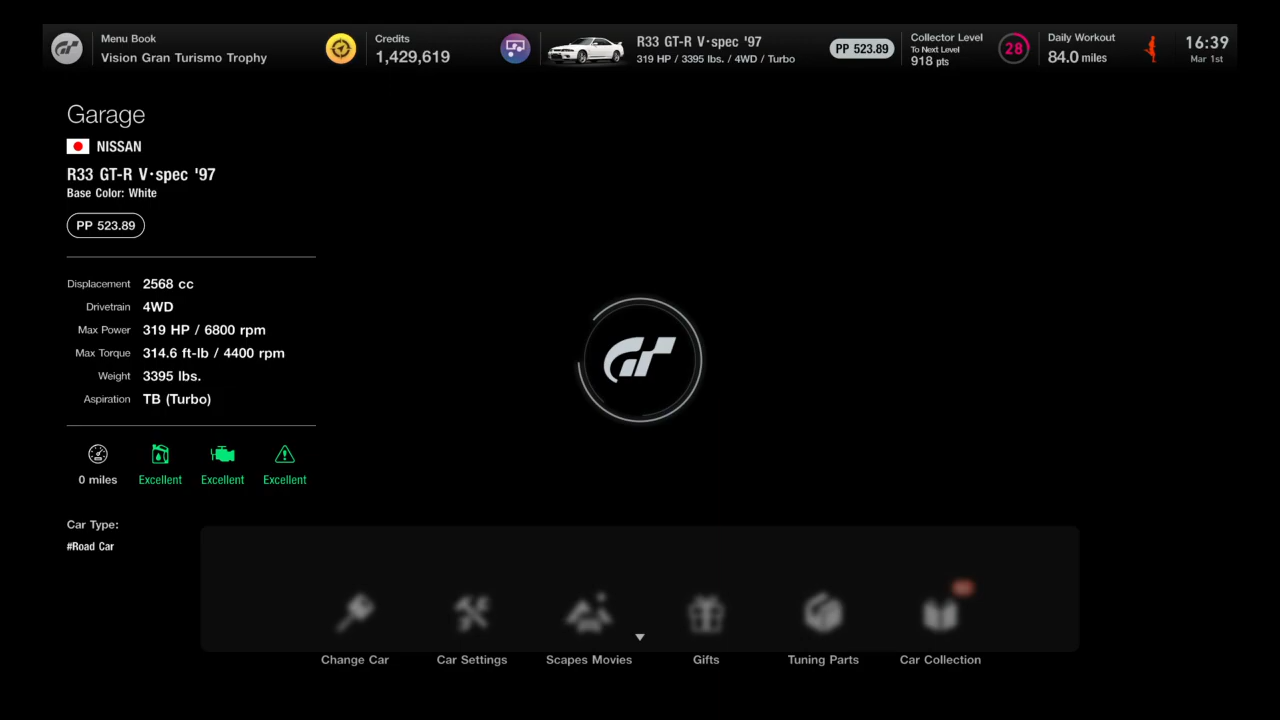 Menu Book
Vision Gran Turismo Trophy
Credits
1,429,619
R33 GT-R V·spec '97
319 HP / 3395 lbs. / 4WD / Turbo
PP 523.89
Collector Level
To Next Level
918 pts
28
Daily Workout
84.0 miles
16:39
Mar 1st
Garage
NISSAN
R33 GT-R V·spec '97
Base Color: White
PP 523.89
Displacement 2568 cc
Drivetrain 4WD
Max Power 319 HP / 6800 rpm
Max Torque 314.6 ft-lb / 4400 rpm
Weight 3395 lbs.
Aspiration TB (Turbo)
0 miles Excellent Excellent Excellent
Car Type:
#Road Car
Change Car Car Settings Scapes Movies Gifts Tuning Parts Car Collection